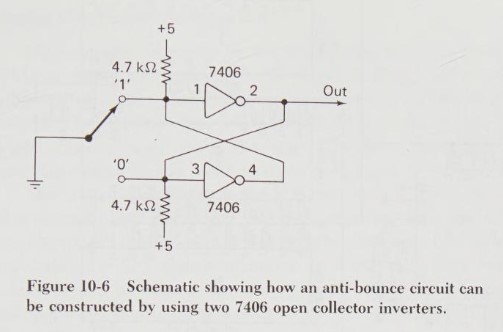 +5
4.7 kΩ
7406
'1'
1
2
Out
'0'
3
4
4.7 kΩ
7406
+5
Figure 10-6 Schematic showing how an anti-bounce circuit can
be constructed by using two 7406 open collector inverters.